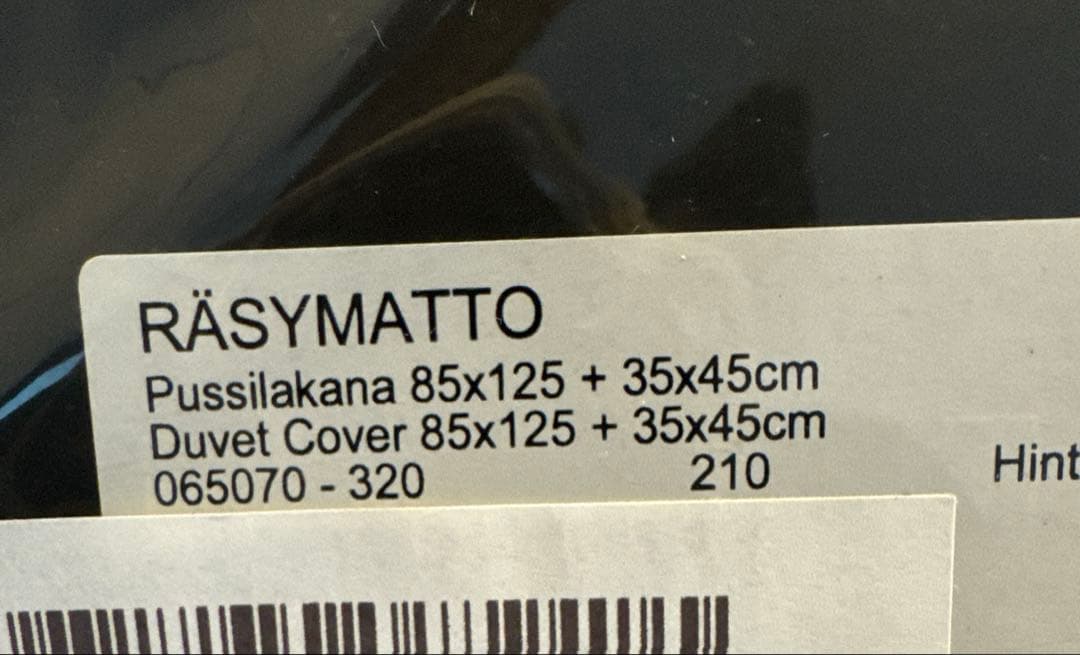 RÄSYMATTO
Pussilakana 85x125 + 35x45cm
Duvet Cover 85x125 + 35x45cm
065070 - 320 210 Hint